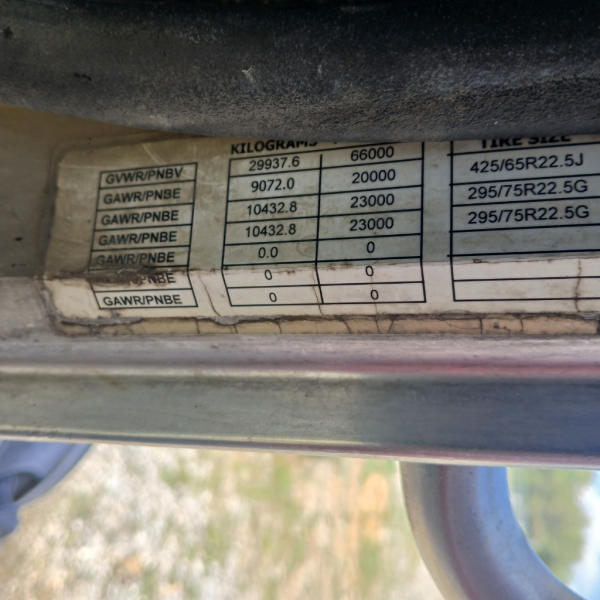 KILOGRAMS TIRE SIZE
GVWR/PNBV 29937.6 66000 425/65R22.5J
GAWR/PNBE 9072.0 20000 295/75R22.5G
GAWR/PNBE 10432.8 23000 295/75R22.5G
GAWR/PNBE 10432.8 23000
GAWR/PNBE 0.0 0
PNBE 0 0
GAWR/PNBE 0 0